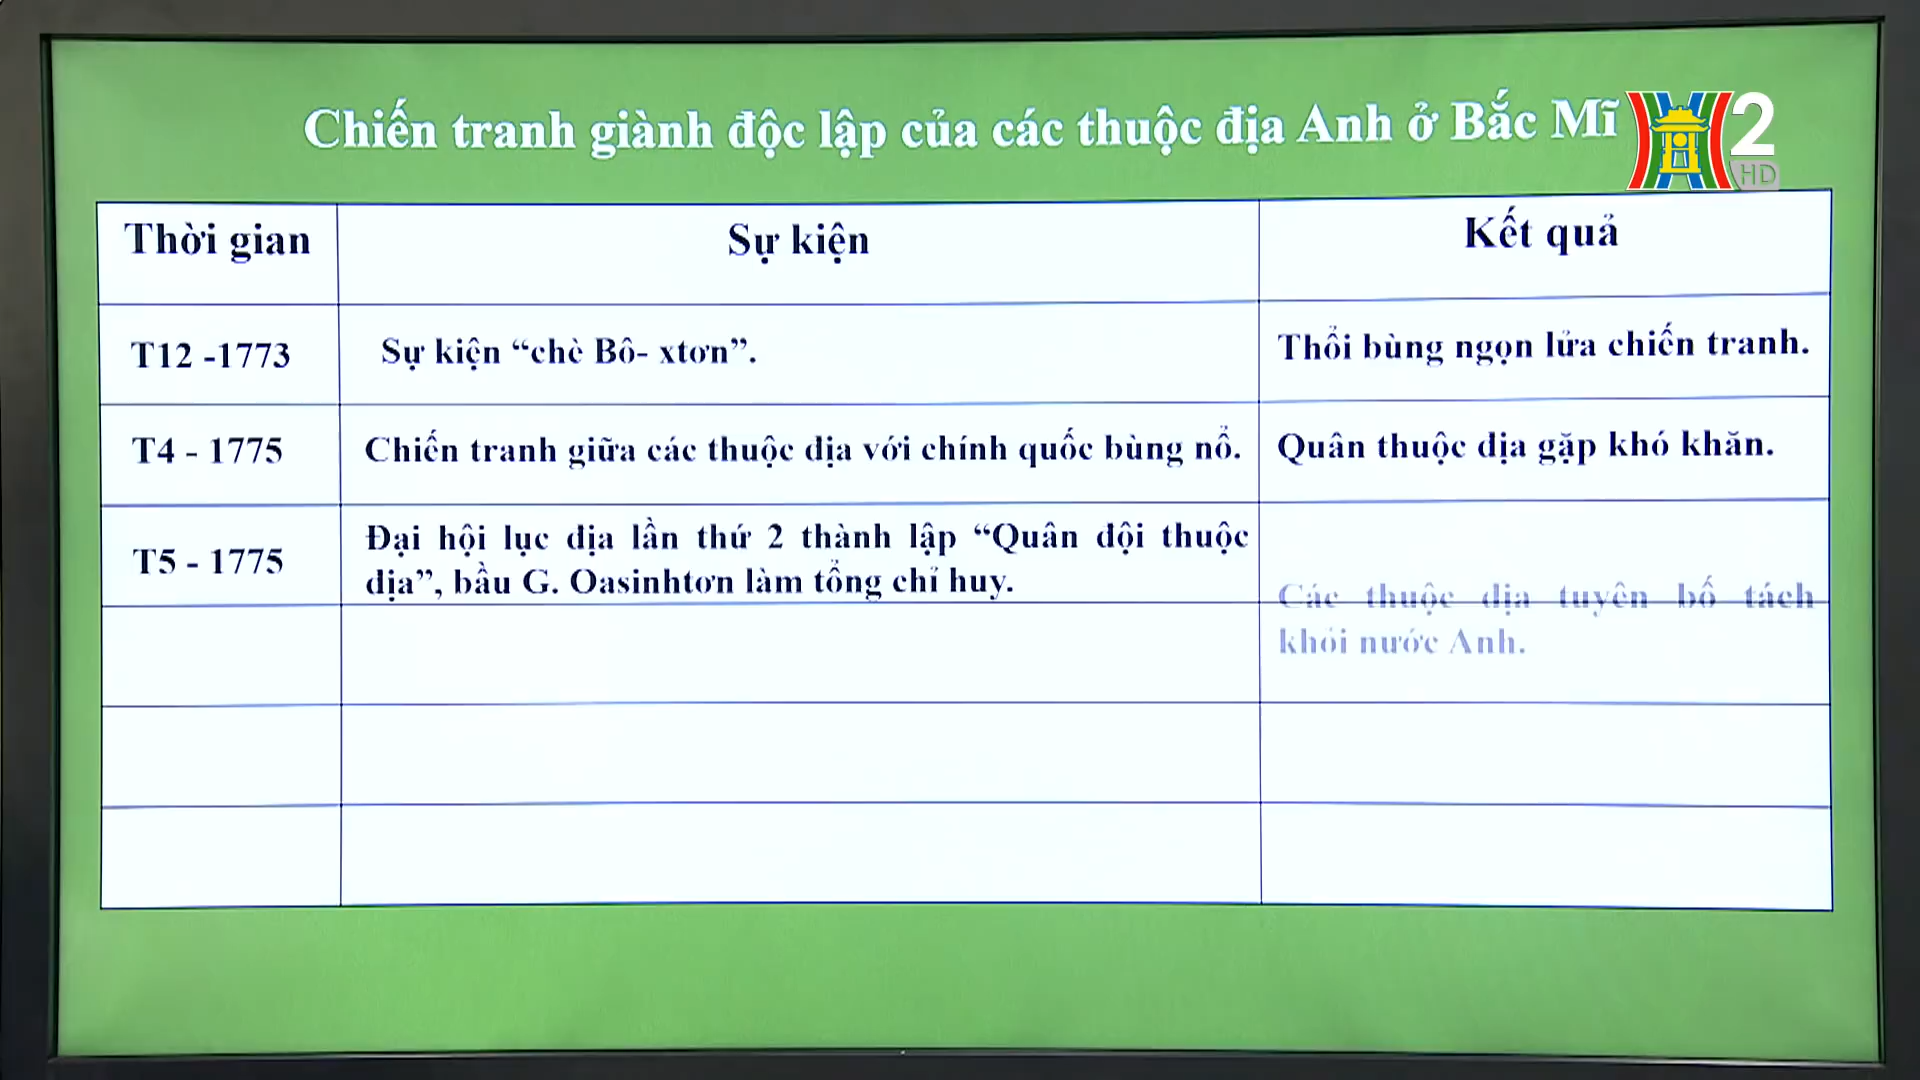 Chiến tranh giành độc lập của các thuộc địa Anh ở Bắc Mĩ
2
HD
Thời gian
Sự kiện
Kết quả
T12 -1773
Sự kiện “chè Bô- xtơn”.
Thổi bùng ngọn lửa chiến tranh.
T4 - 1775
Chiến tranh giữa các thuộc địa với chính quốc bùng nổ.
Quân thuộc địa gặp khó khăn.
T5 - 1775
Đại hội lục địa lần thứ 2 thành lập “Quân đội thuộc
địa”, bầu G. Oasinhtơn làm tổng chỉ huy.
Các thuộc địa tuyên bố tách
khỏi nước Anh.